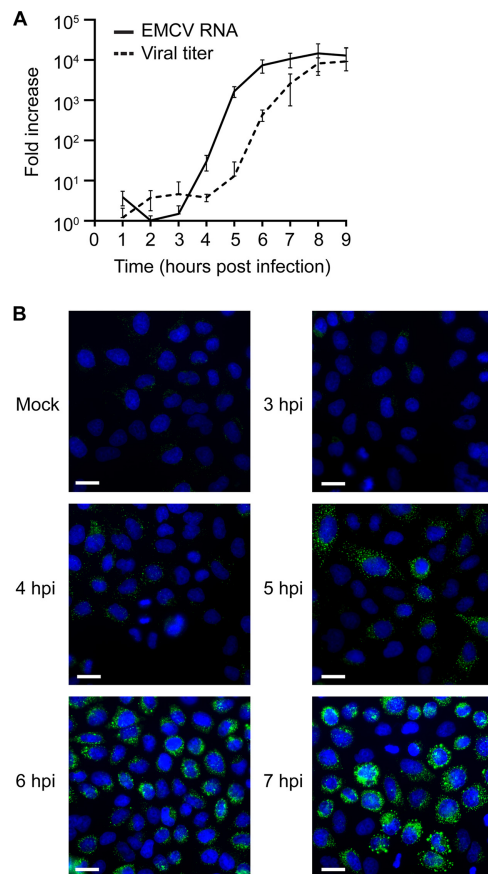 A
EMCV RNA
Viral titer
Fold increase
10⁵
10⁴
10³
10²
10¹
10⁰
0 1 2 3 4 5 6 7 8 9
Time (hours post infection)
B
Mock
3 hpi
4 hpi
5 hpi
6 hpi
7 hpi